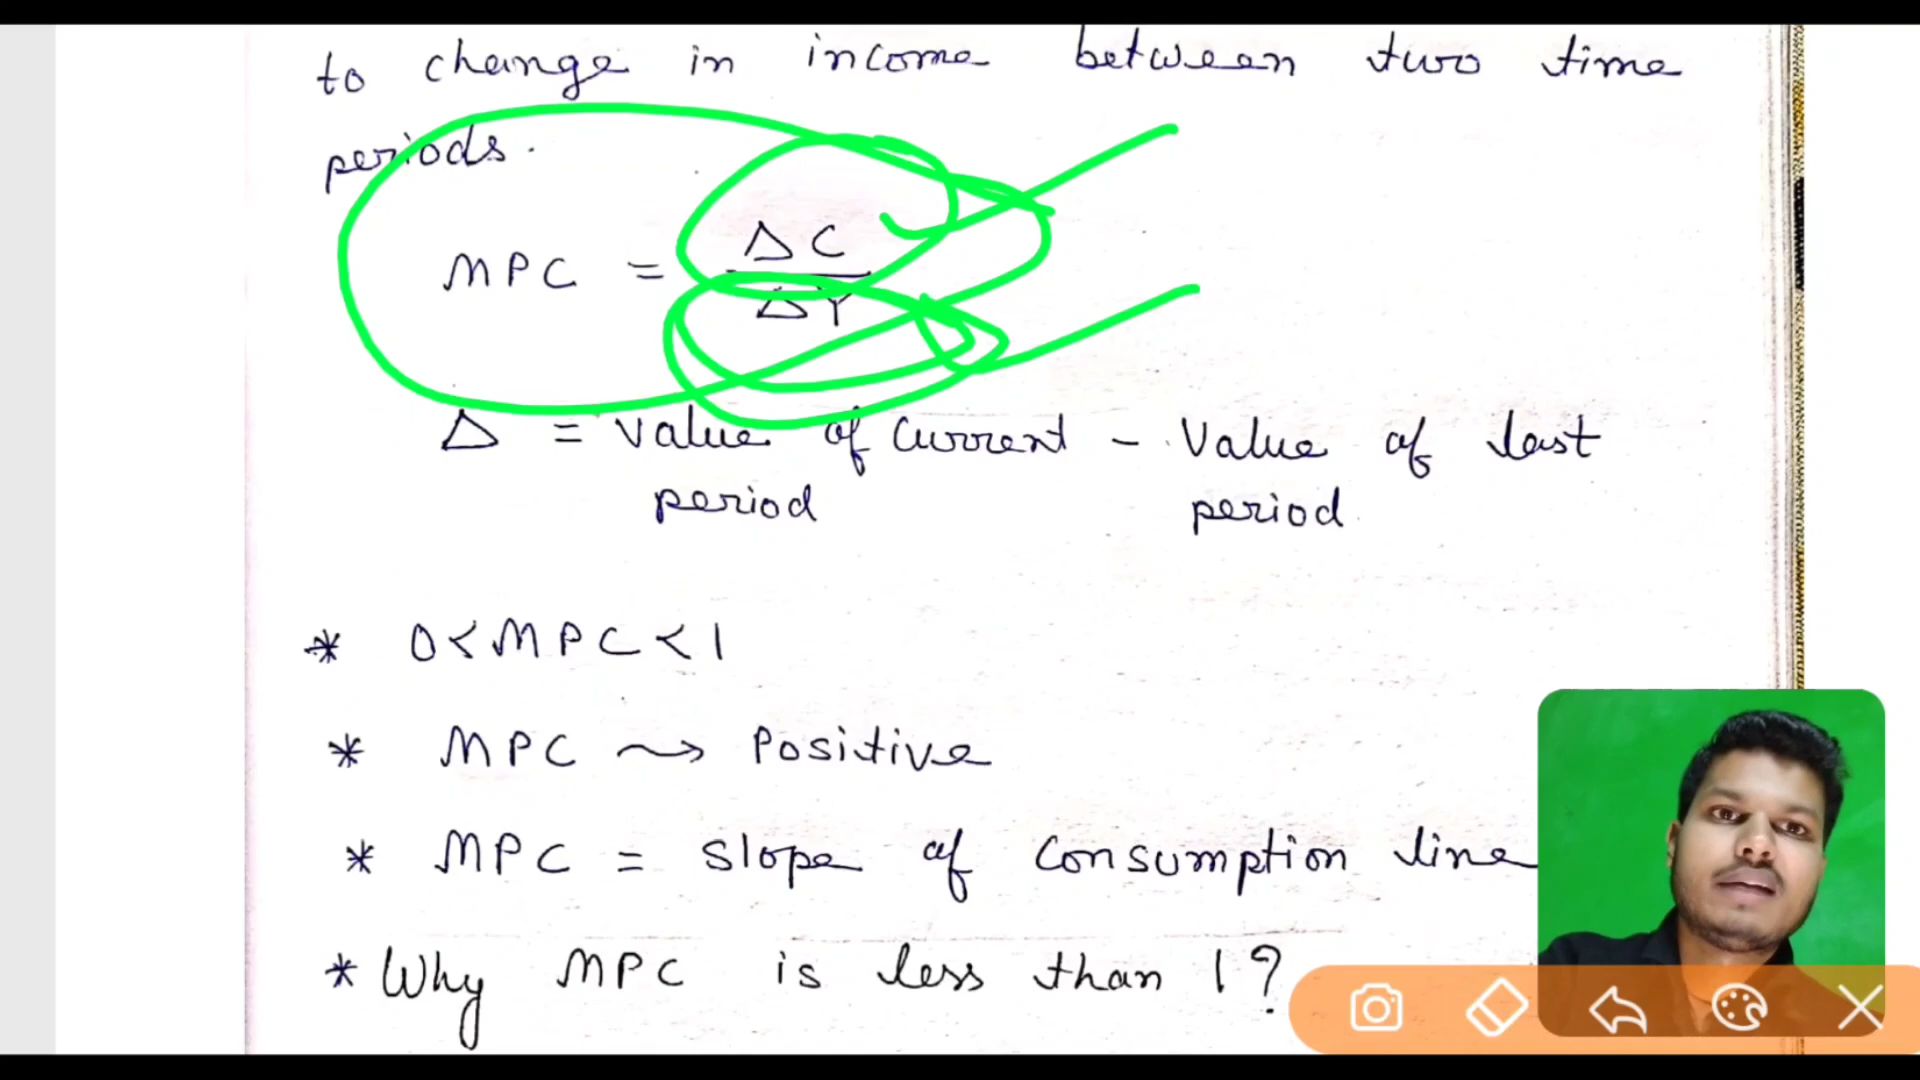 to change in income between two time
periods.
MPC = ΔC
ΔY
Δ = Value of Current - Value of last
period period
* 0<MPC<1
* MPC ⇝ Positive
* MPC = slope of Consumption line
* Why MPC is less than 1?